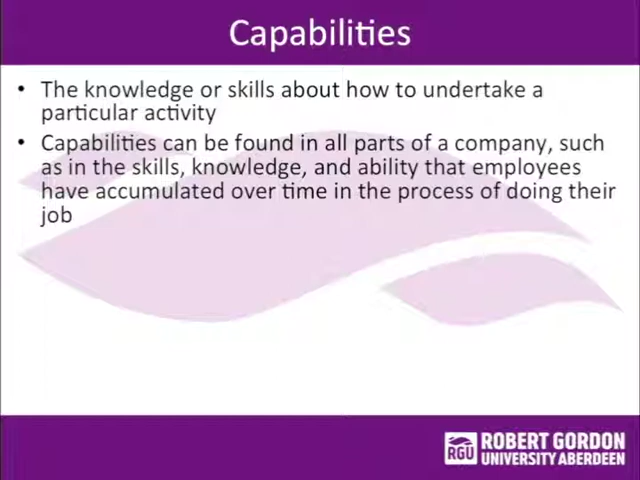 Capabilities
• The knowledge or skills about how to undertake a
particular activity
• Capabilities can be found in all parts of a company, such
as in the skills, knowledge, and ability that employees
have accumulated over time in the process of doing their
job
RGU
ROBERT GORDON
UNIVERSITY ABERDEEN